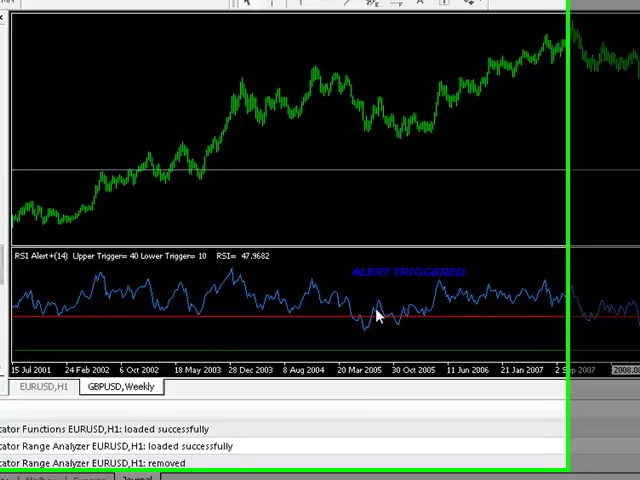 RSI Alert+(14) Upper Trigger= 40 Lower Trigger= 10 RSI= 47.9682
ALERT TRIGGERED
15 Jul 2001 24 Feb 2002 6 Oct 2002 18 May 2003 28 Dec 2003 8 Aug 2004 20 Mar 2005 30 Oct 2005 11 Jun 2006 21 Jan 2007 2 Sep 2007 2008.0
EURUSD,H1 GBPUSD,Weekly
cator Functions EURUSD,H1: loaded successfully
cator Range Analyzer EURUSD,H1: loaded successfully
cator Range Analyzer EURUSD,H1: removed
Journal